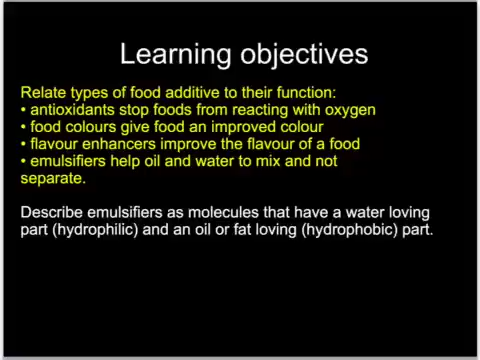 Learning objectives
Relate types of food additive to their function:
• antioxidants stop foods from reacting with oxygen
• food colours give food an improved colour
• flavour enhancers improve the flavour of a food
• emulsifiers help oil and water to mix and not
separate.
Describe emulsifiers as molecules that have a water loving
part (hydrophilic) and an oil or fat loving (hydrophobic) part.